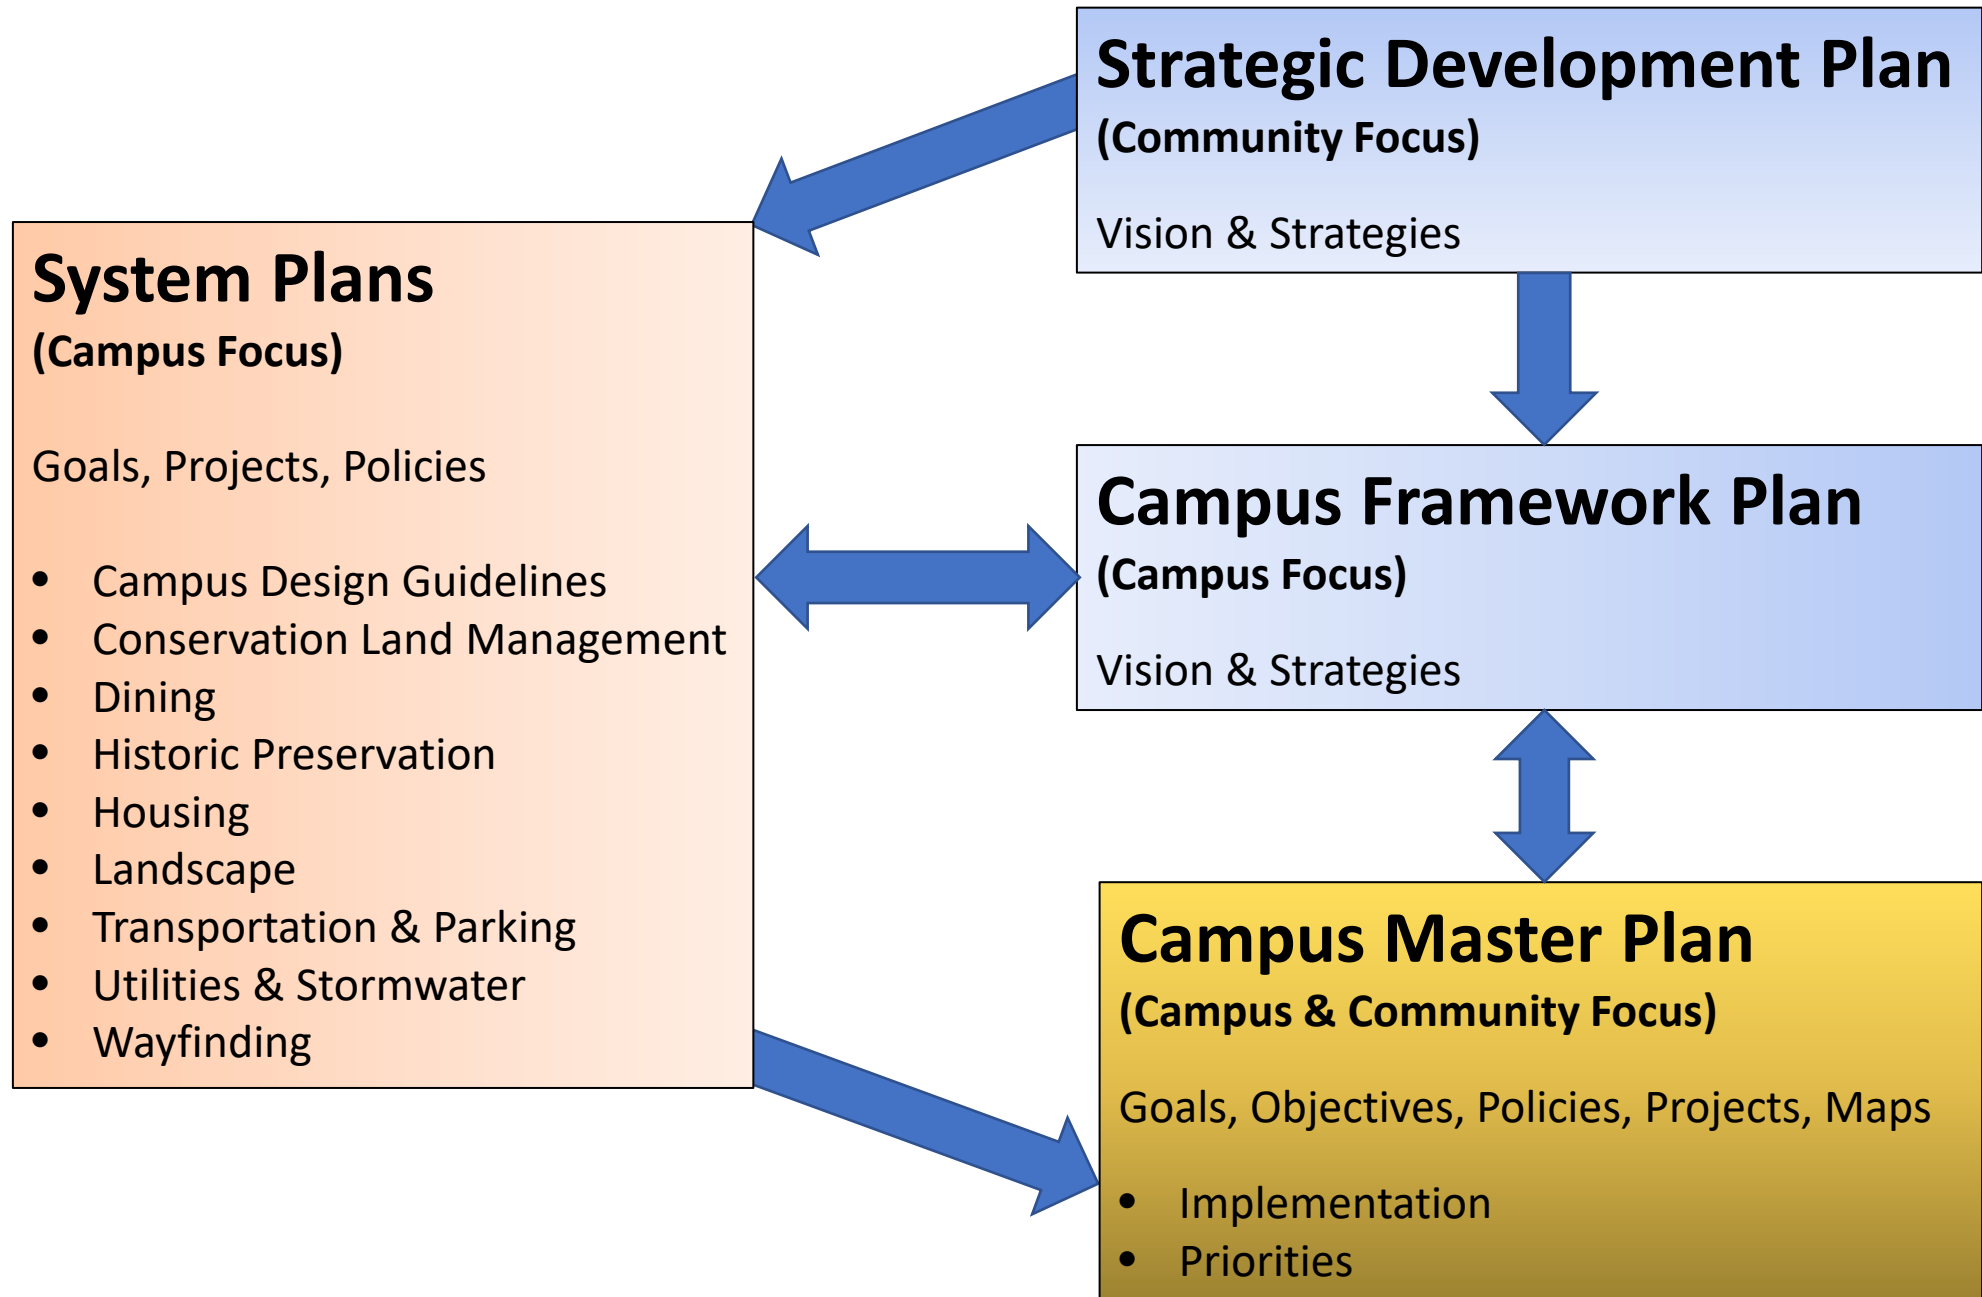 Strategic Development Plan
(Community Focus)
Vision & Strategies
System Plans
(Campus Focus)
Goals, Projects, Policies
• Campus Design Guidelines
• Conservation Land Management
• Dining
• Historic Preservation
• Housing
• Landscape
• Transportation & Parking
• Utilities & Stormwater
• Wayfinding
Campus Framework Plan
(Campus Focus)
Vision & Strategies
Campus Master Plan
(Campus & Community Focus)
Goals, Objectives, Policies, Projects, Maps
• Implementation
• Priorities